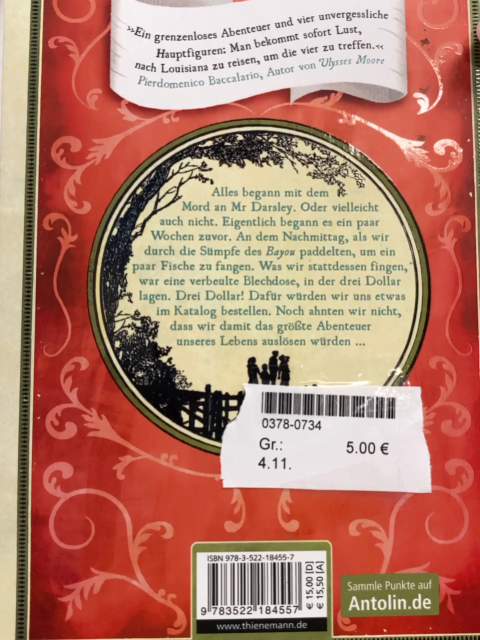 »Ein grenzenloses Abenteuer und vier unvergessliche
Hauptfiguren: Man bekommt sofort Lust,
nach Louisiana zu reisen, um die vier zu treffen.«
Pierdomenico Baccalario, Autor von Ulysses Moore
Alles begann mit dem
Mord an Mr Darsley. Oder vielleicht
auch nicht. Eigentlich begann es ein paar
Wochen zuvor. An dem Nachmittag, als wir
durch die Sümpfe des Bayou paddelten, um ein
paar Fische zu fangen. Was wir stattdessen fingen,
war eine verbeulte Blechdose, in der drei Dollar
lagen. Drei Dollar! Dafür würden wir uns etwas
im Katalog bestellen. Noch ahnten wir nicht,
dass wir damit das größte Abenteuer
unseres Lebens auslösen würden ...
0378-0734
Gr.: 5.00 €
4.11.
ISBN 978-3-522-18455-7
€ 15,00 [D]
€ 15,50 [A]
9 783522 184557
www.thienemann.de
Sammle Punkte auf
Antolin.de